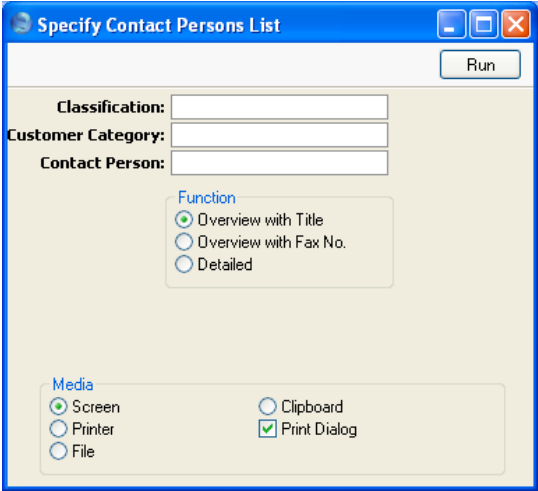 Specify Contact Persons List
Run
Classification:
Customer Category:
Contact Person:
Function
Overview with Title
Overview with Fax No.
Detailed
Media
Screen
Clipboard
Printer
Print Dialog
File